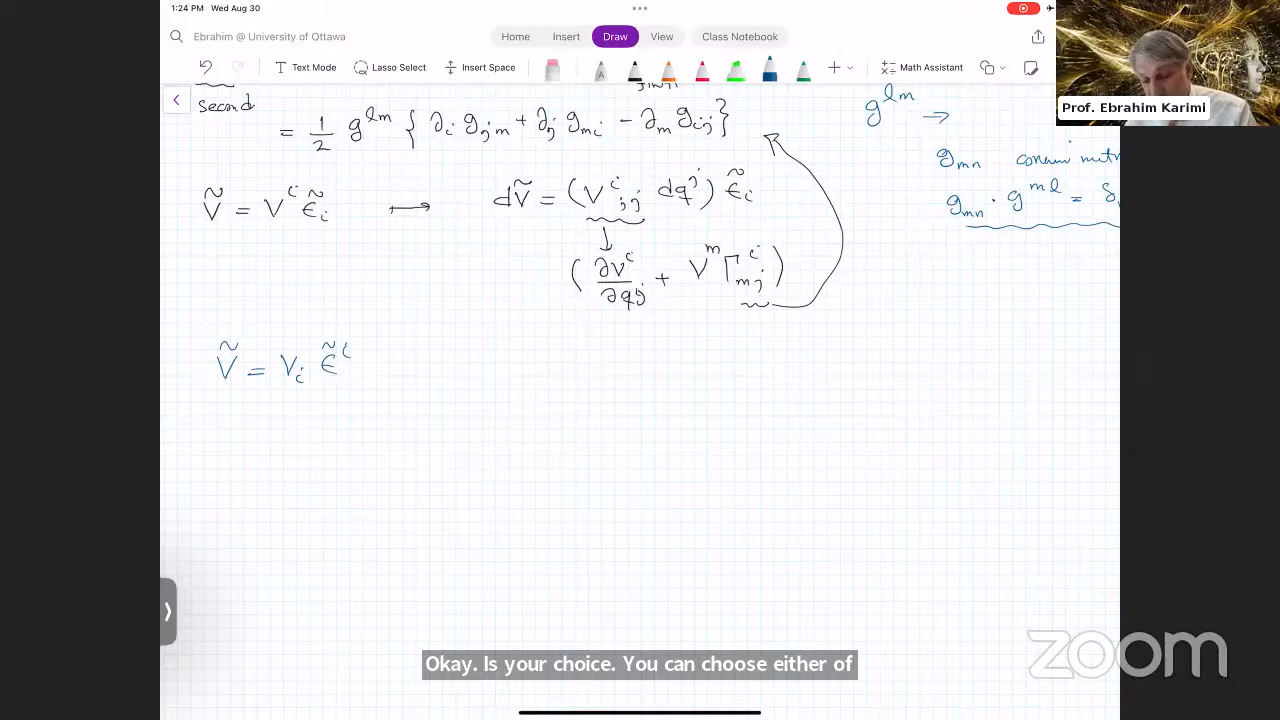 1:24 PM Wed Aug 30
Ebrahim @ University of Ottawa
Home Insert Draw View Class Notebook
Text Mode Lasso Select Insert Space Math Assistant
Prof. Ebrahim Karimi
second
= 1/2 g^{lm} { ∂_i g_{jm} + ∂_j g_{mi} - ∂_m g_{ij} }
g^{lm} →
g_{mn}
g_{mn} · g^{ml} = δ
Ṽ = V^i ε̃_i ⟼ dṼ = (V^i_{;j} dq^j) ε̃_i
↓
( ∂V^i/∂q^j + V^m Γ^i_{mj} )
Ṽ = V_i ε̃^i
Okay. Is your choice. You can choose either of
zoom